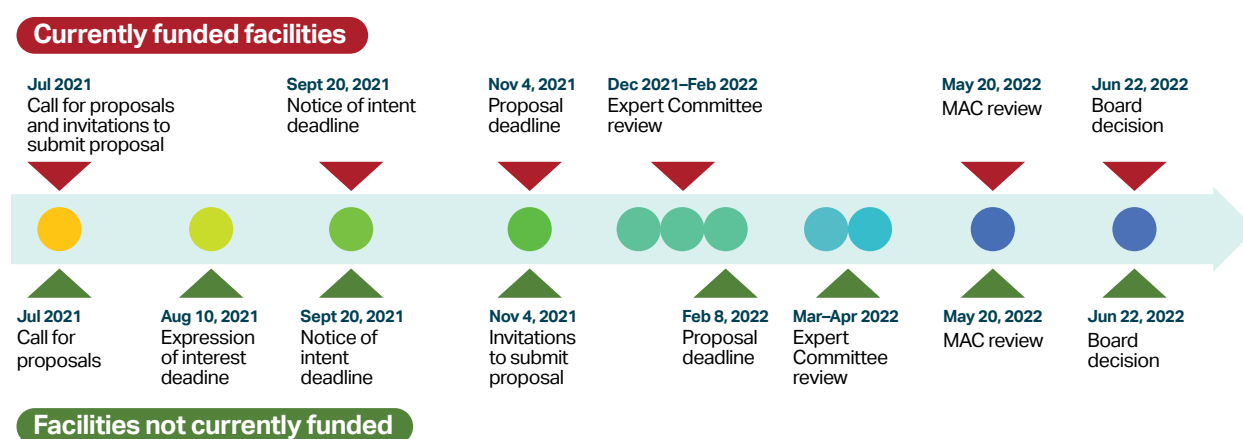 Currently funded facilities
Jul 2021
Call for proposals
and invitations to
submit proposal
Sept 20, 2021
Notice of intent
deadline
Nov 4, 2021
Proposal
deadline
Dec 2021–Feb 2022
Expert Committee
review
May 20, 2022
MAC review
Jun 22, 2022
Board
decision
Jul 2021
Call for
proposals
Aug 10, 2021
Expression
of interest
deadine
Sept 20, 2021
Notice of
intent
deadline
Nov 4, 2021
Invitations
to submit
proposal
Feb 8, 2022
Proposal
deadline
Mar–Apr 2022
Expert
Committee
review
May 20, 2022
MAC review
Jun 22, 2022
Board
decision
Facilities not currently funded